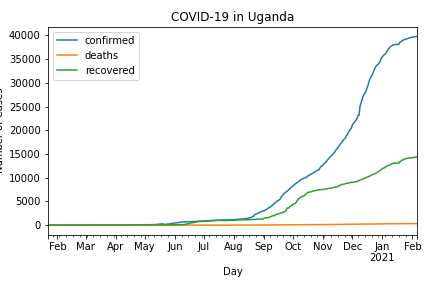 COVID-19 in Uganda
confirmed
deaths
recovered
40000
35000
30000
25000
20000
15000
10000
5000
0
Feb Mar Apr May Jun Jul Aug Sep Oct Nov Dec Jan Feb
2021
Day